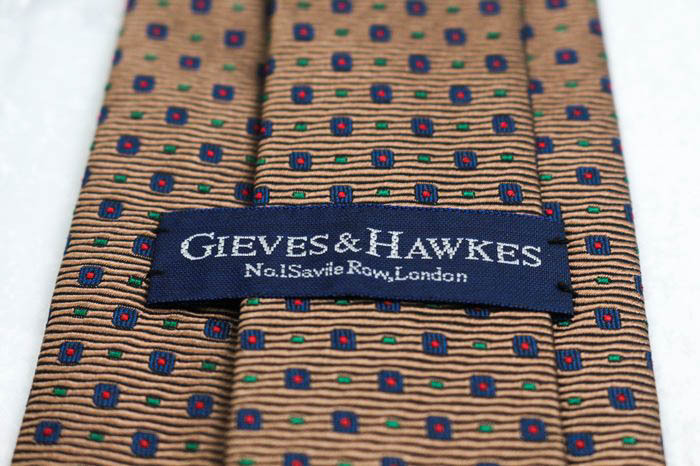 GIEVES & HAWKES
No.1 Savile Row, London